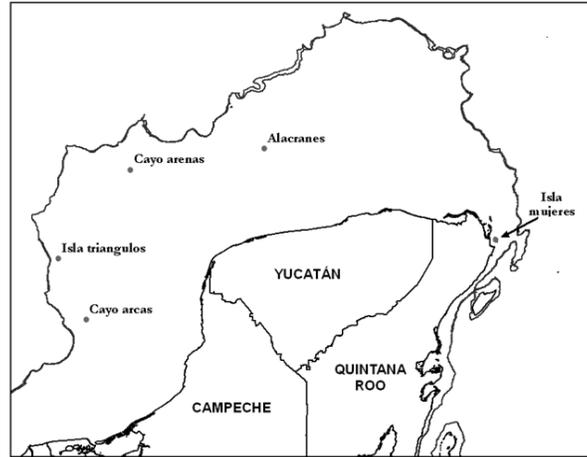 Alacranes
Cayo arenas
Isla
mujeres
Isla triangulos
YUCATÁN
Cayo arcas
QUINTANA
ROO
CAMPECHE